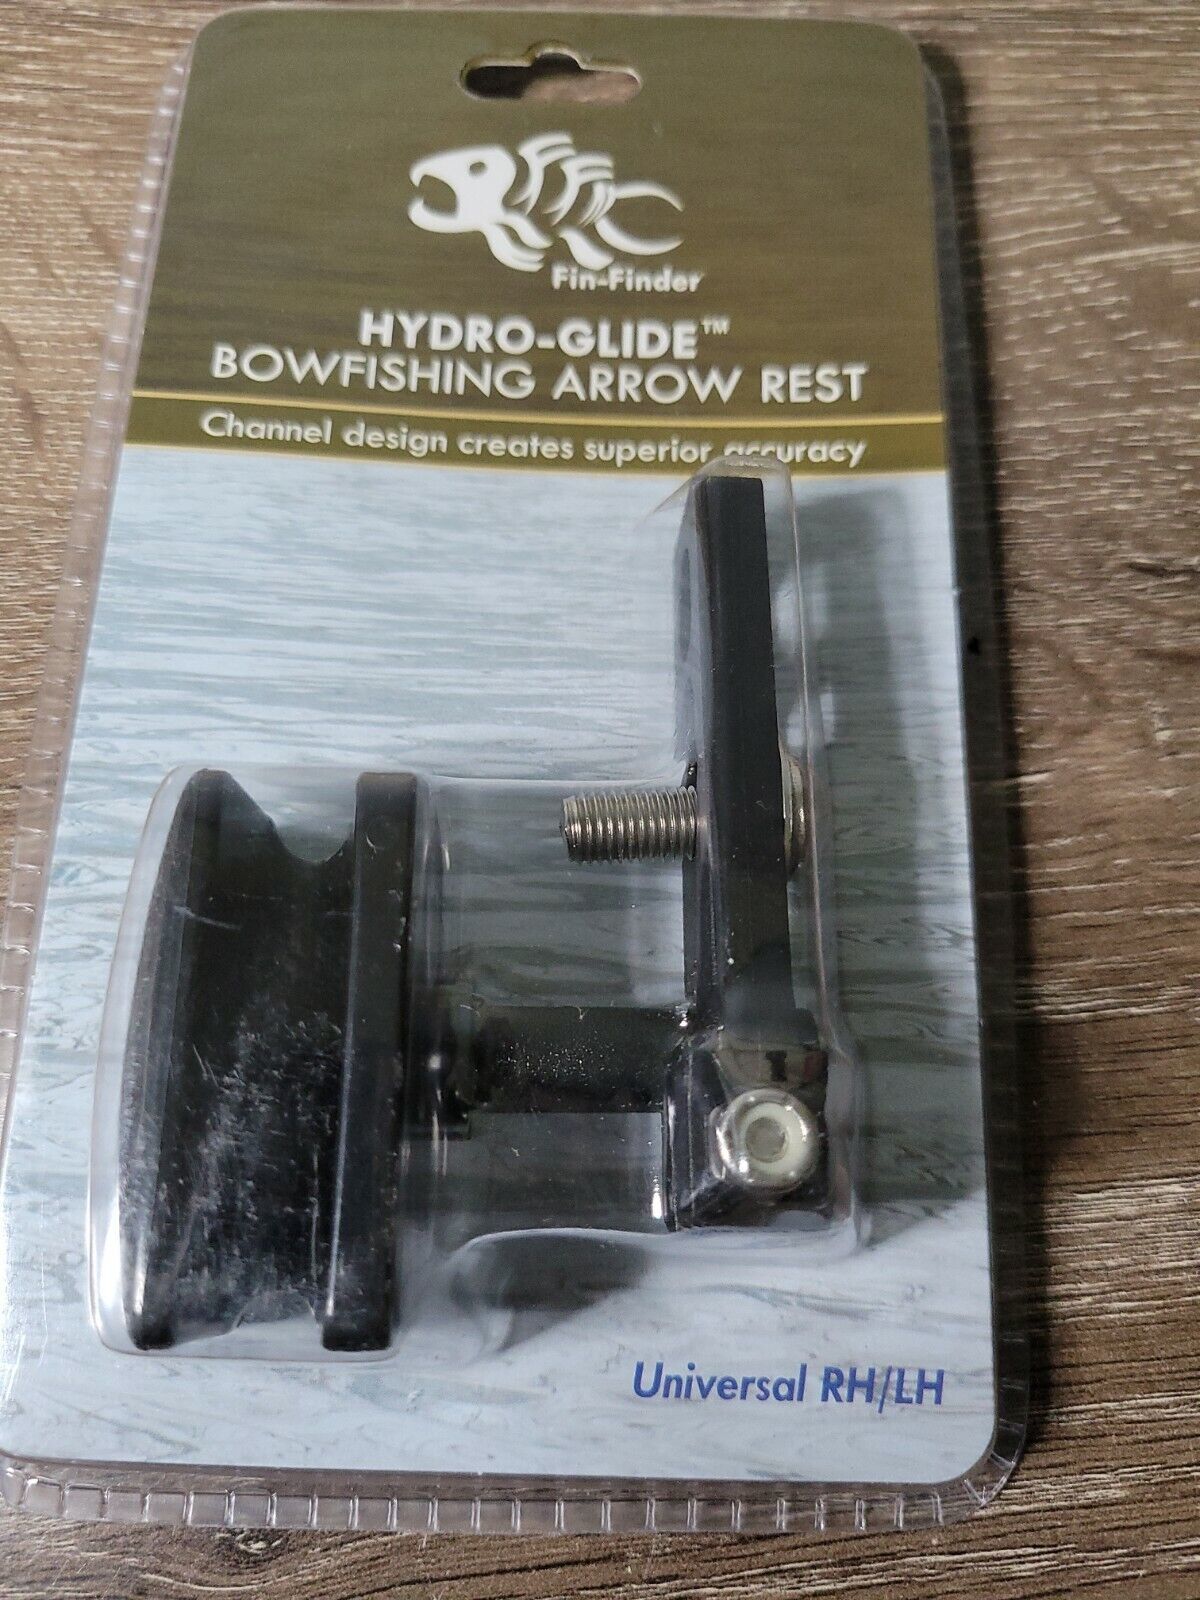 Fin-Finder
HYDRO-GLIDE™
BOWFISHING ARROW REST
Channel design creates superior accuracy
Universal RH/LH